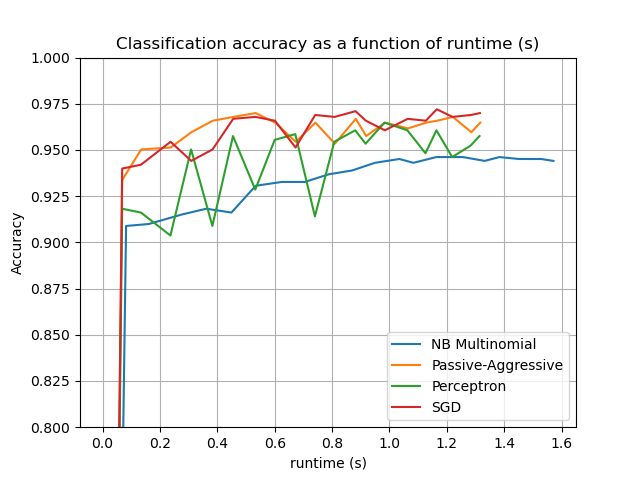 Classification accuracy as a function of runtime (s)
1.000
0.975
0.950
0.925
0.900
0.875
0.850
0.825
0.800
Accuracy
NB Multinomial
Passive-Aggressive
Perceptron
SGD
0.0 0.2 0.4 0.6 0.8 1.0 1.2 1.4 1.6
runtime (s)